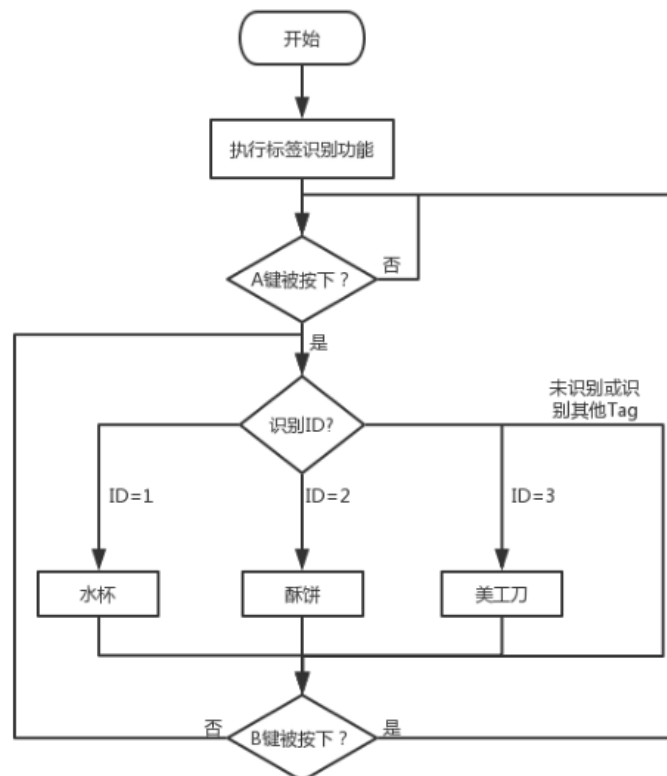 开始
执行标签识别功能
A键被按下？
否
是
未识别或识
别其他Tag
识别ID?
ID=1
ID=2
ID=3
水杯
酥饼
美工刀
否
B键被按下？
是